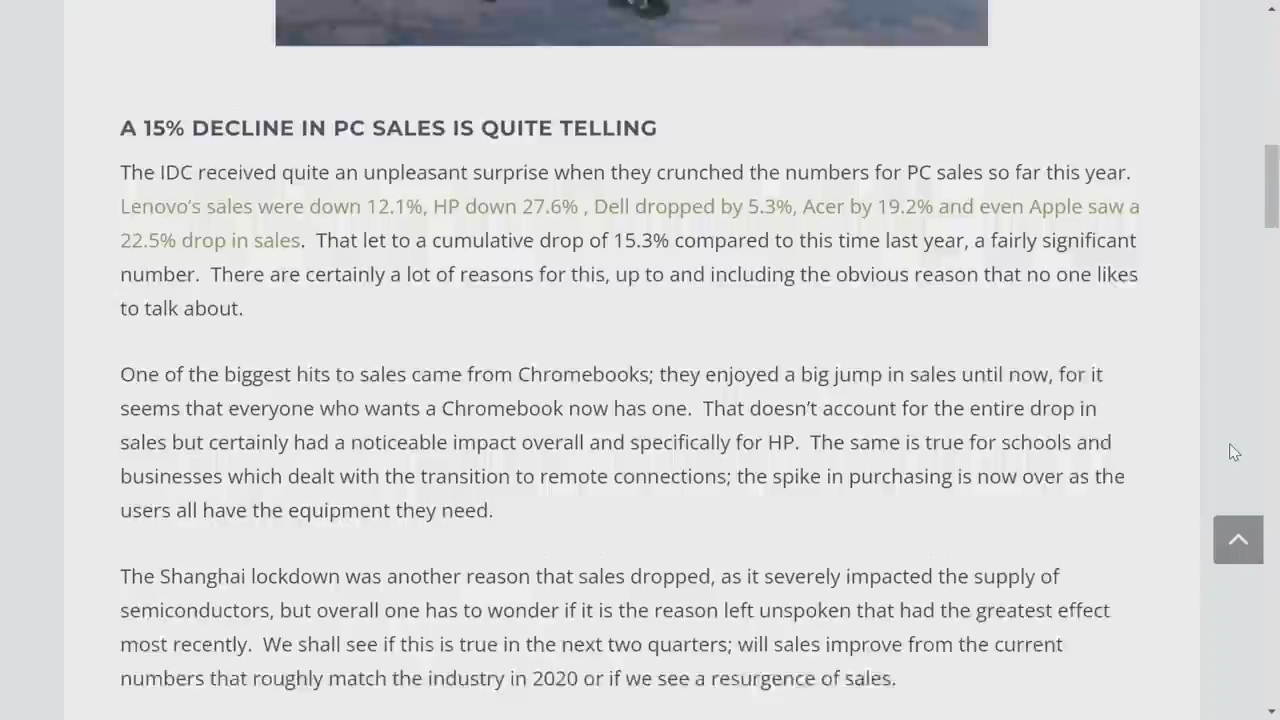 A 15% DECLINE IN PC SALES IS QUITE TELLING
The IDC received quite an unpleasant surprise when they crunched the numbers for PC sales so far this year.
Lenovo’s sales were down 12.1%, HP down 27.6% , Dell dropped by 5.3%, Acer by 19.2% and even Apple saw a
22.5% drop in sales.  That let to a cumulative drop of 15.3% compared to this time last year, a fairly significant
number.  There are certainly a lot of reasons for this, up to and including the obvious reason that no one likes
to talk about.
One of the biggest hits to sales came from Chromebooks; they enjoyed a big jump in sales until now, for it
seems that everyone who wants a Chromebook now has one.  That doesn’t account for the entire drop in
sales but certainly had a noticeable impact overall and specifically for HP.  The same is true for schools and
businesses which dealt with the transition to remote connections; the spike in purchasing is now over as the
users all have the equipment they need.
The Shanghai lockdown was another reason that sales dropped, as it severely impacted the supply of
semiconductors, but overall one has to wonder if it is the reason left unspoken that had the greatest effect
most recently.  We shall see if this is true in the next two quarters; will sales improve from the current
numbers that roughly match the industry in 2020 or if we see a resurgence of sales.